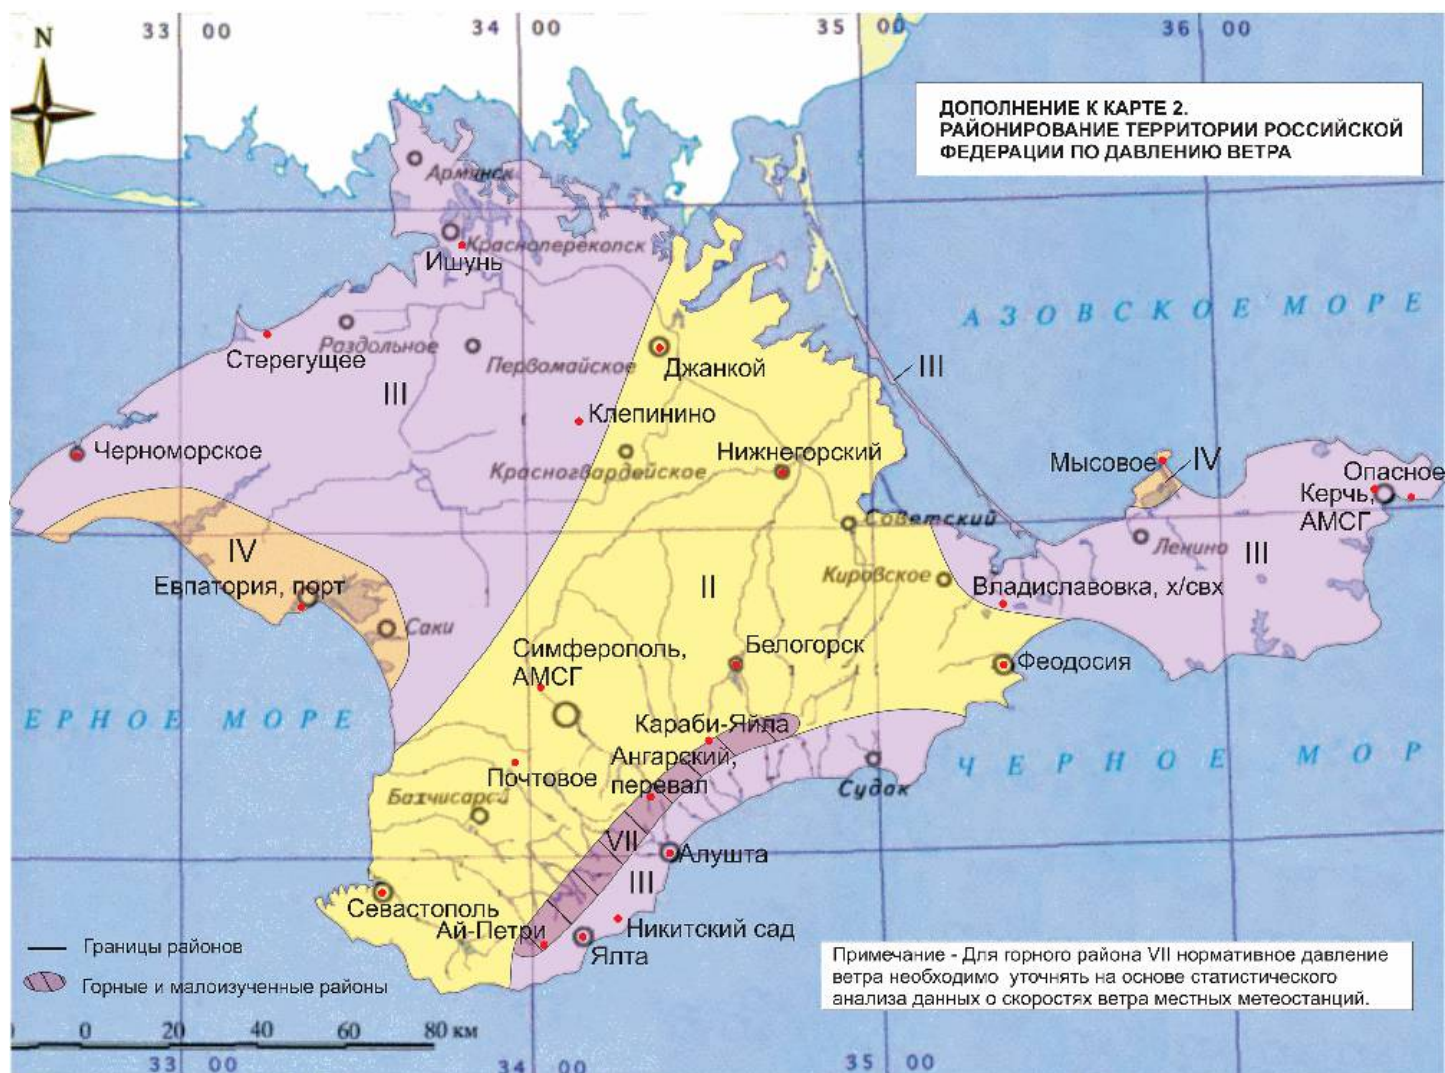 33 00
34 00
35 00
36 00
N
ДОПОЛНЕНИЕ К КАРТЕ 2.
РАЙОНИРОВАНИЕ ТЕРРИТОРИИ РОССИЙСКОЙ
ФЕДЕРАЦИИ ПО ДАВЛЕНИЮ ВЕТРА
Армянск
Красноперекопск
Ишунь
АЗОВСКОЕ МОРЕ
Стерегущее
Раздольное
Первомайское
Джанкой
III
III
Клепинино
Черноморское
Красногвардейское
Нижнегорский
Мысовое
IV
Опасное
Керчь,
АМСГ
Советский
Ленино
III
IV
Евпатория, порт
Кировское
Владиславовка, х/свх
II
Саки
Симферополь,
АМСГ
Белогорск
Феодосия
ЕРНОЕ МОРЕ
Караби-Яйла
Ангарский,
перевал
Почтовое
ЧЕРНОЕ МОР
Бахчисарай
Судак
VII
Алушта
III
Севастополь
Ай-Петри
Никитский сад
Ялта
Границы районов
Горные и малоизученные районы
Примечание - Для горного района VII нормативное давление
ветра необходимо уточнять на основе статистического
анализа данных о скоростях ветра местных метеостанций.
0 20 40 60 80 км
33 00
34 00
35 00